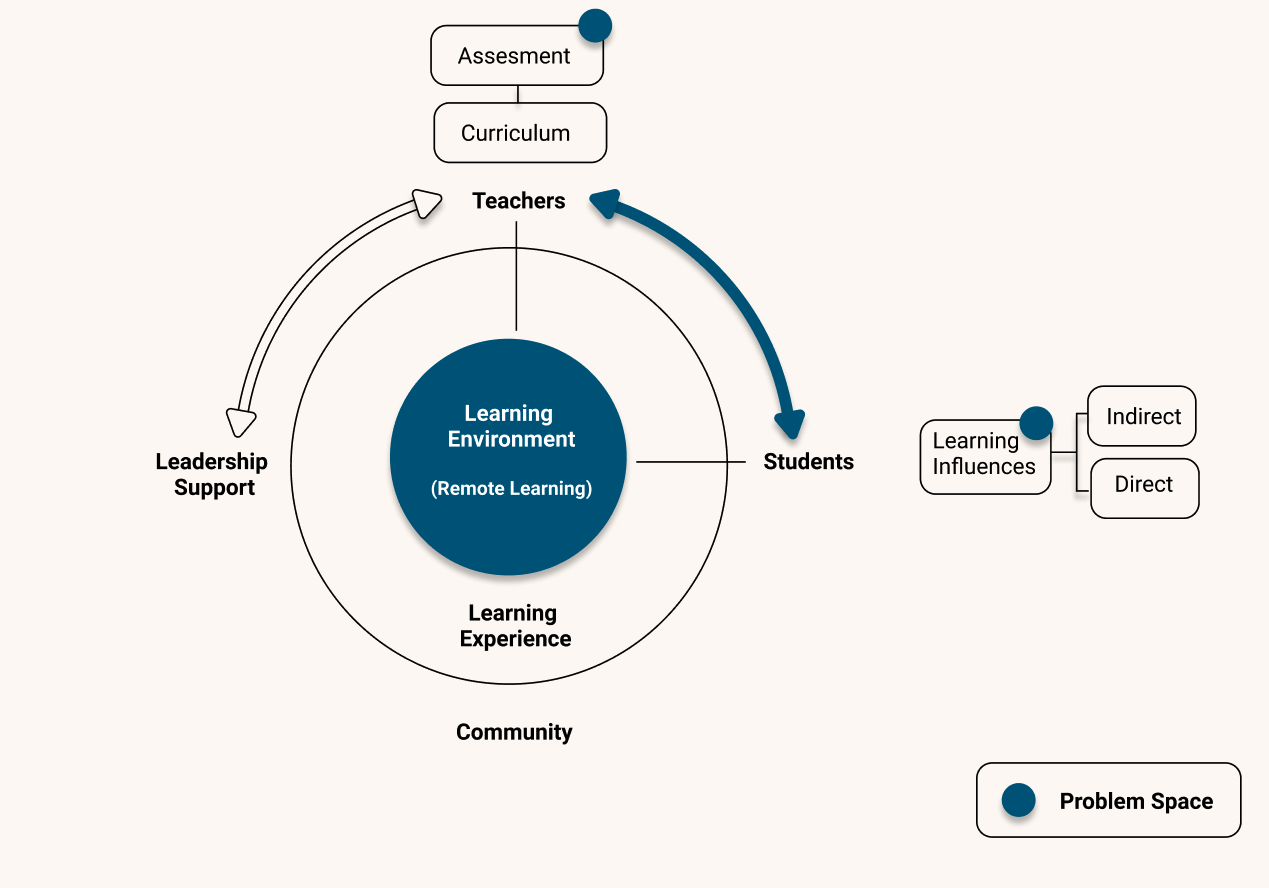 Assesment
Curriculum
Teachers
Learning
Environment
(Remote Learning)
Leadership
Support
Students
Learning
Influences
Indirect
Direct
Learning
Experience
Community
Problem Space